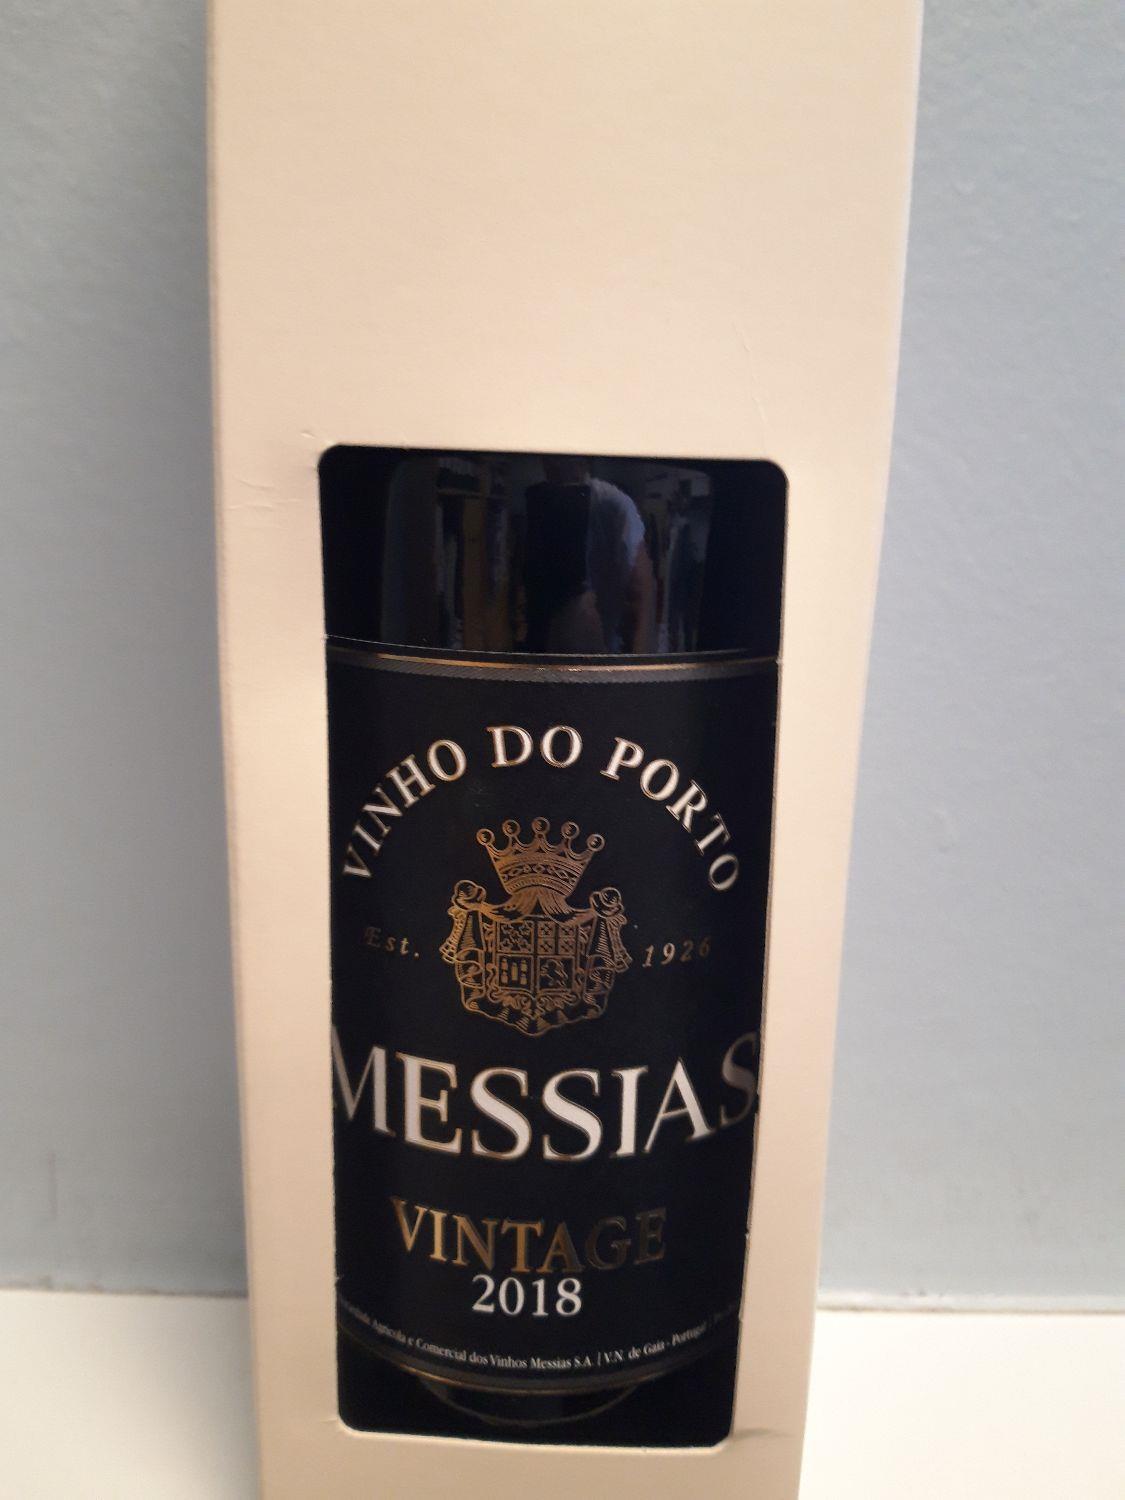 VINHO DO PORTO
Est. 1926
MESSIAS
VINTAGE
2018
Agrícola e Comercial dos Vinhos Messias S.A. | V.N. de Gaia - Portugal |